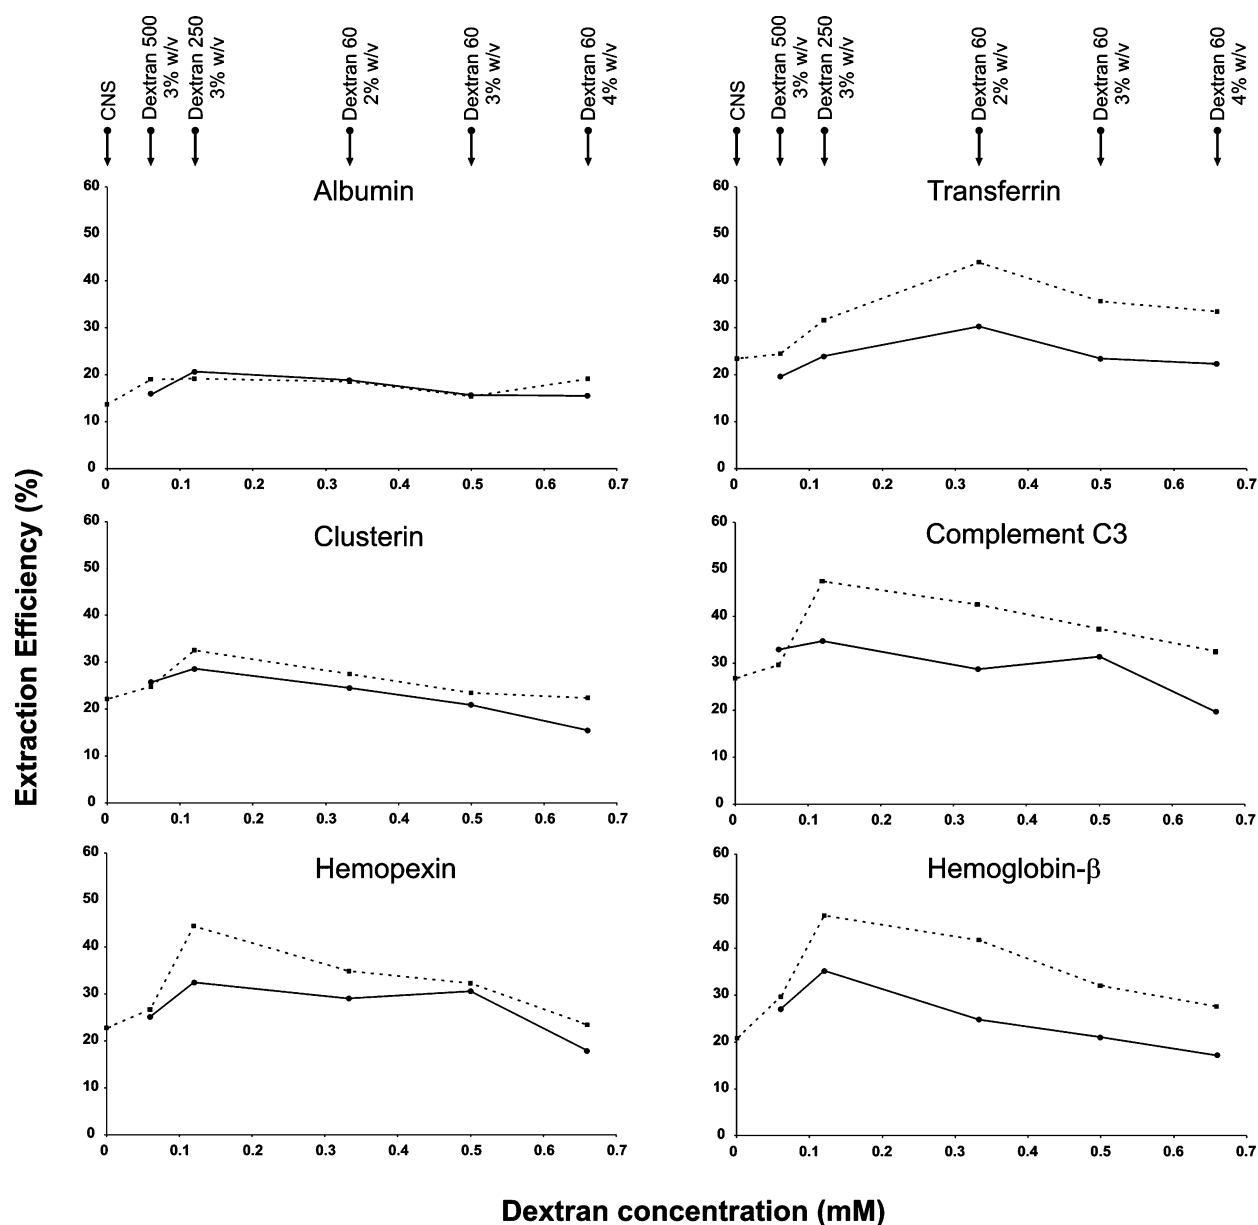 CNS
Dextran 500
3% w/v
Dextran 250
3% w/v
Dextran 60
2% w/v
Dextran 60
3% w/v
Dextran 60
4% w/v
CNS
Dextran 500
3% w/v
Dextran 250
3% w/v
Dextran 60
2% w/v
Dextran 60
3% w/v
Dextran 60
4% w/v
Extraction Efficiency (%)
Albumin
60
50
40
30
20
10
0
0 0.1 0.2 0.3 0.4 0.5 0.6 0.7
Transferrin
60
50
40
30
20
10
0
0 0.1 0.2 0.3 0.4 0.5 0.6 0.7
Clusterin
60
50
40
30
20
10
0
0 0.1 0.2 0.3 0.4 0.5 0.6 0.7
Complement C3
60
50
40
30
20
10
0
0 0.1 0.2 0.3 0.4 0.5 0.6 0.7
Hemopexin
60
50
40
30
20
10
0
0 0.1 0.2 0.3 0.4 0.5 0.6 0.7
Hemoglobin-β
60
50
40
30
20
10
0
0 0.1 0.2 0.3 0.4 0.5 0.6 0.7
Dextran concentration (mM)